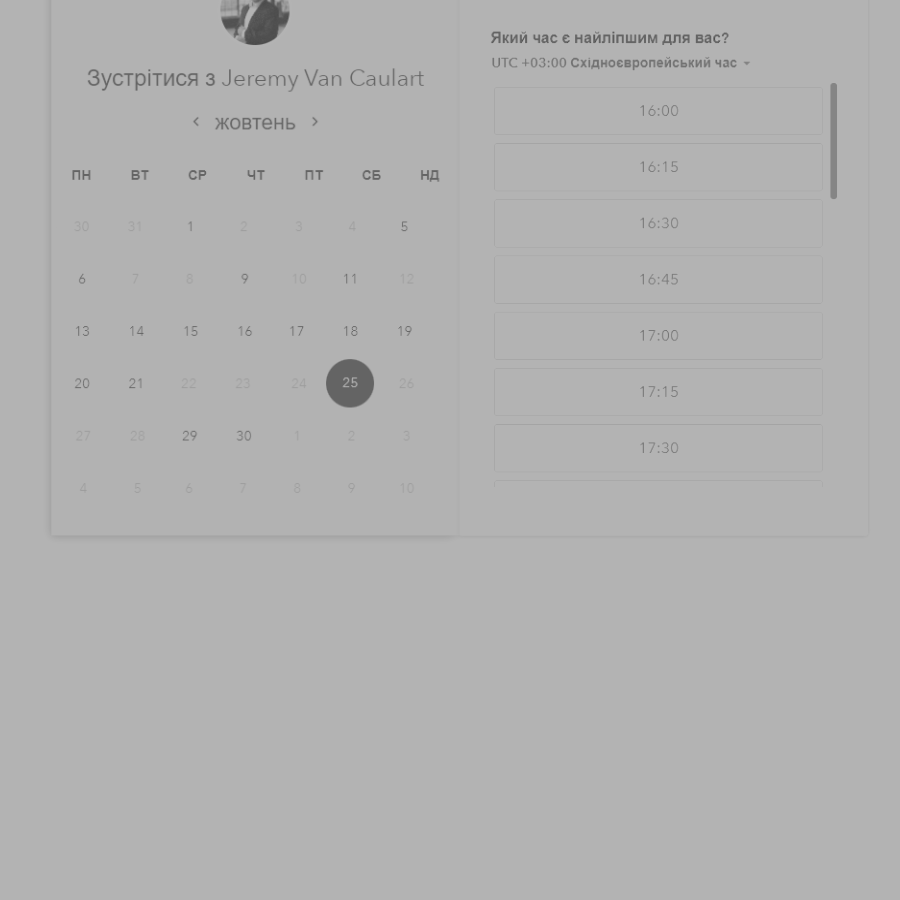 Зустрітися з Jeremy Van Caulart
жовтень
ПН ВТ СР ЧТ ПТ СБ НД
30 31 1 2 3 4 5
6 7 8 9 10 11 12
13 14 15 16 17 18 19
20 21 22 23 24 25 26
27 28 29 30 1 2 3
4 5 6 7 8 9 10
Який час є найліпшим для вас?
UTC +03:00 Східноєвропейський час
16:00
16:15
16:30
16:45
17:00
17:15
17:30